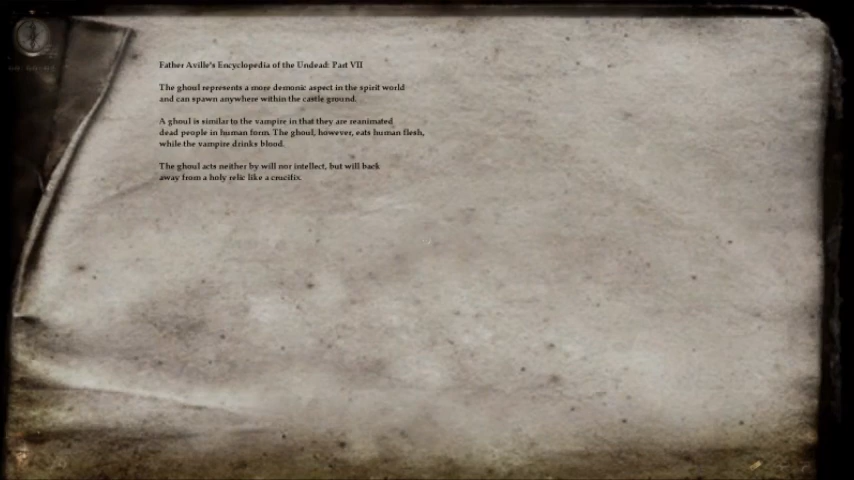 Father Aville's Encyclopedia of the Undead: Part VII
The ghoul represents a more demonic aspect in the spirit world
and can spawn anywhere within the castle ground.
A ghoul is similar to the vampire in that they are reanimated
dead people in human form. The ghoul, however, eats human flesh,
while the vampire drinks blood.
The ghoul acts neither by will nor intellect, but will back
away from a holy relic like a crucifix.